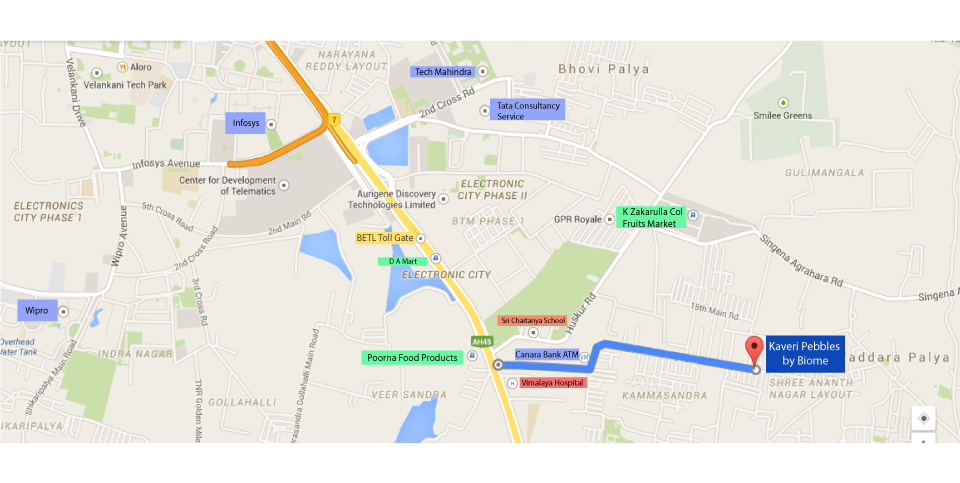 LAYOUT
Velankani Drive
Aloro
Velankani Tech Park
NARAYANA
REDDY LAYOUT
Tech Mahindra
Bhovi Palya
2nd Cross Rd
Tata Consultancy
Service
Smilee Greens
Infosys
7
Infosys Avenue
Center for Development
of Telematics
GULIMANGALA
ELECTRONICS
CITY PHASE 1
Wipro Avenue
5th Cross Road
2nd Cross Road
2nd Main Rd
3rd Cross Rd
Aurigene Discovery
Technologies Limited
ELECTRONIC
CITY PHASE II
BTM PHASE 1
GPR Royale
K Zakarulla Col
Fruits Market
BETL Toll Gate
D A Mart
ELECTRONIC CITY
Singena Agrahara Rd
Singena A
Wipro
Overhead
Water Tank
Huskur Rd
15th Main Rd
Sri Chaitanya School
AH45
Poorna Food Products
Canara Bank ATM
Vimalaya Hospital
H
Kaveri Pebbles
by Biome
addara Palya
INDRA NAGAR
Shikaripalya Main Road
TNR Golden Mile
GOLLAHALLI
prasandra Gollahalli Main Road
VEER SANDRA
KAMMASANDRA
SHREE ANANTH
NAGAR LAYOUT
IKARIPALYA